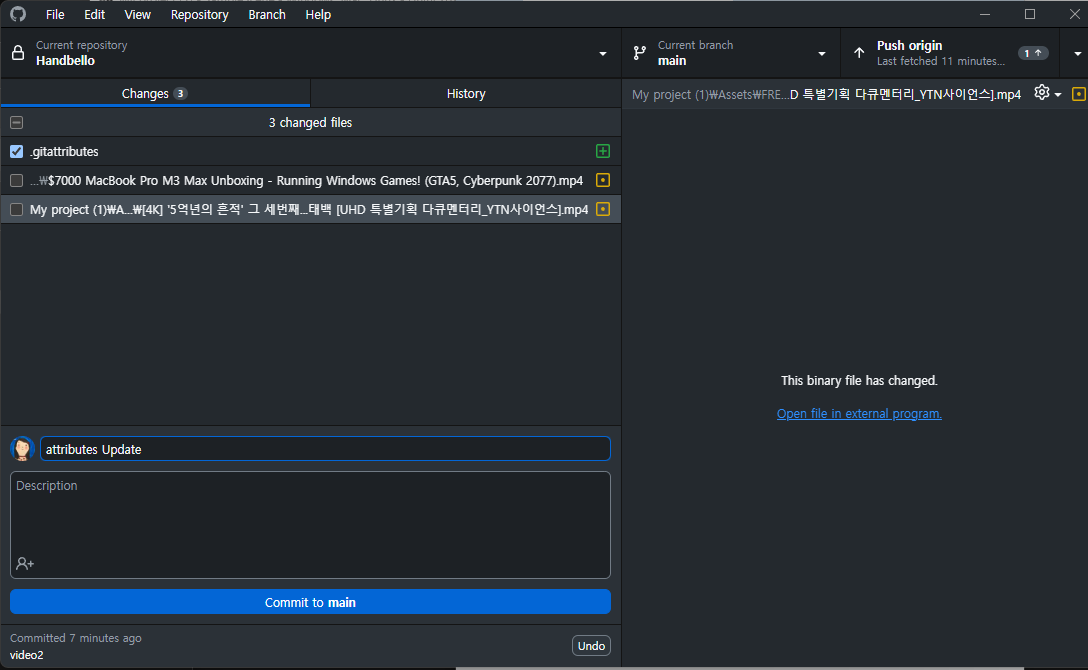 File Edit View Repository Branch Help
Current repository
Handbello
Current branch
main
Push origin
Last fetched 11 minutes...
1
Changes 3
History
3 changed files
.gitattributes
...₩$7000 MacBook Pro M3 Max Unboxing - Running Windows Games! (GTA5, Cyberpunk 2077).mp4
My project (1)₩A...₩[4K] '5억년의 흔적' 그 세번째...태백 [UHD 특별기획 다큐멘터리_YTN사이언스].mp4
My project (1)₩Assets₩FRE...D 특별기획 다큐멘터리_YTN사이언스].mp4
This binary file has changed.
Open file in external program.
attributes Update
Description
Commit to main
Committed 7 minutes ago
video2
Undo